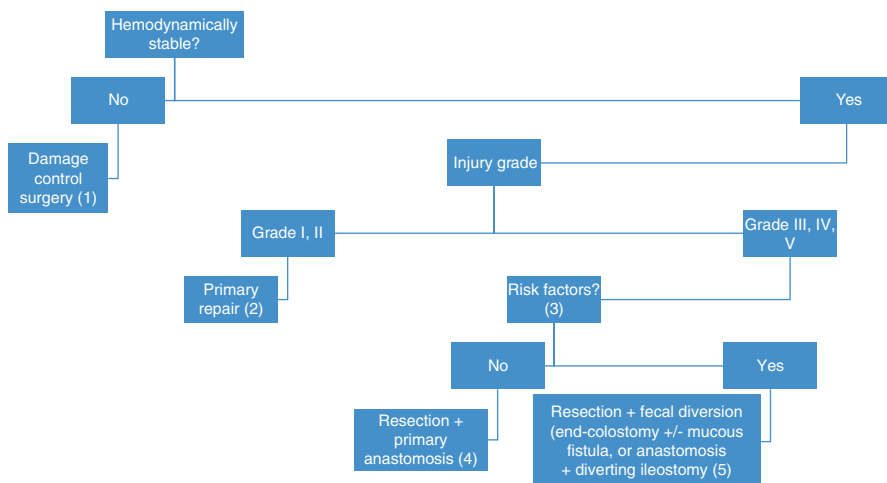 Hemodynamically
stable?
No
Yes
Damage
control
surgery (1)
Injury grade
Grade I, II
Grade III, IV,
V
Primary
repair (2)
Risk factors?
(3)
No
Yes
Resection +
primary
anastomosis (4)
Resection + fecal diversion
(end-colostomy +/- mucous
fistula, or anastomosis
+ diverting ileostomy (5)